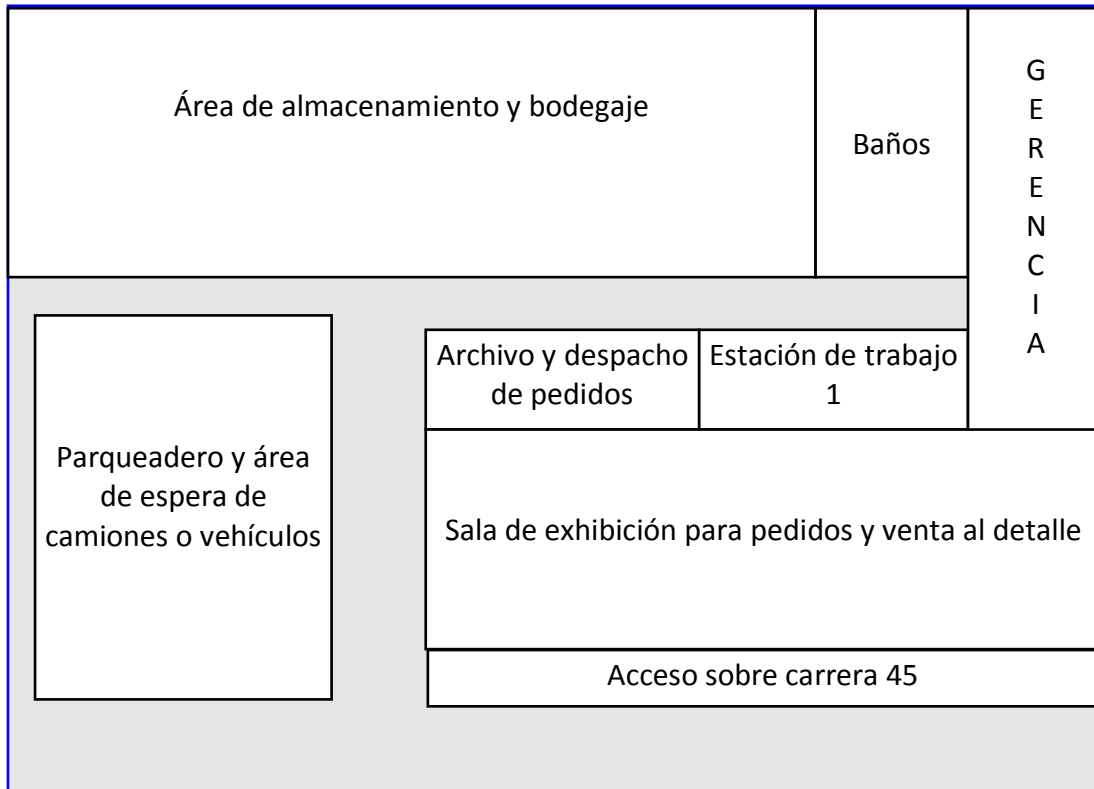 Área de almacenamiento y bodegaje
Baños
G
E
R
E
N
C
I
A
Archivo y despacho
de pedidos
Estación de trabajo
1
Parqueadero y área
de espera de
camiones o vehículos
Sala de exhibición para pedidos y venta al detalle
Acceso sobre carrera 45